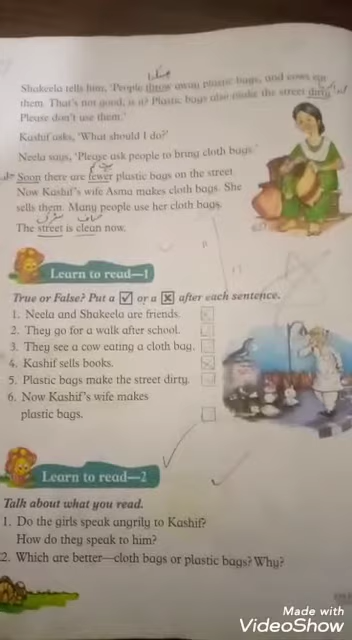 Shakeela tells him, 'People throw away plastic bags, and cows eat
them. That's not good, is it? Plastic bags also make the street dirty.
Please don't use them.'
Kashif asks, 'What should I do?'
Neela says, 'Please ask people to bring cloth bags.'
Soon there are fewer plastic bags on the street.
Now Kashif's wife Asma makes cloth bags. She
sells them. Many people use her cloth bags.
صاف
The street is clean now.
Learn to read—1
True or False? Put a ☑ or a ☒ after each sentence.
1. Neela and Shakeela are friends.
2. They go for a walk after school.
3. They see a cow eating a cloth bag.
4. Kashif sells books.
5. Plastic bags make the street dirty.
6. Now Kashif's wife makes
plastic bags.
Learn to read—2
Talk about what you read.
1. Do the girls speak angrily to Kashif?
How do they speak to him?
2. Which are better—cloth bags or plastic bags? Why?
Made with
VideoShow